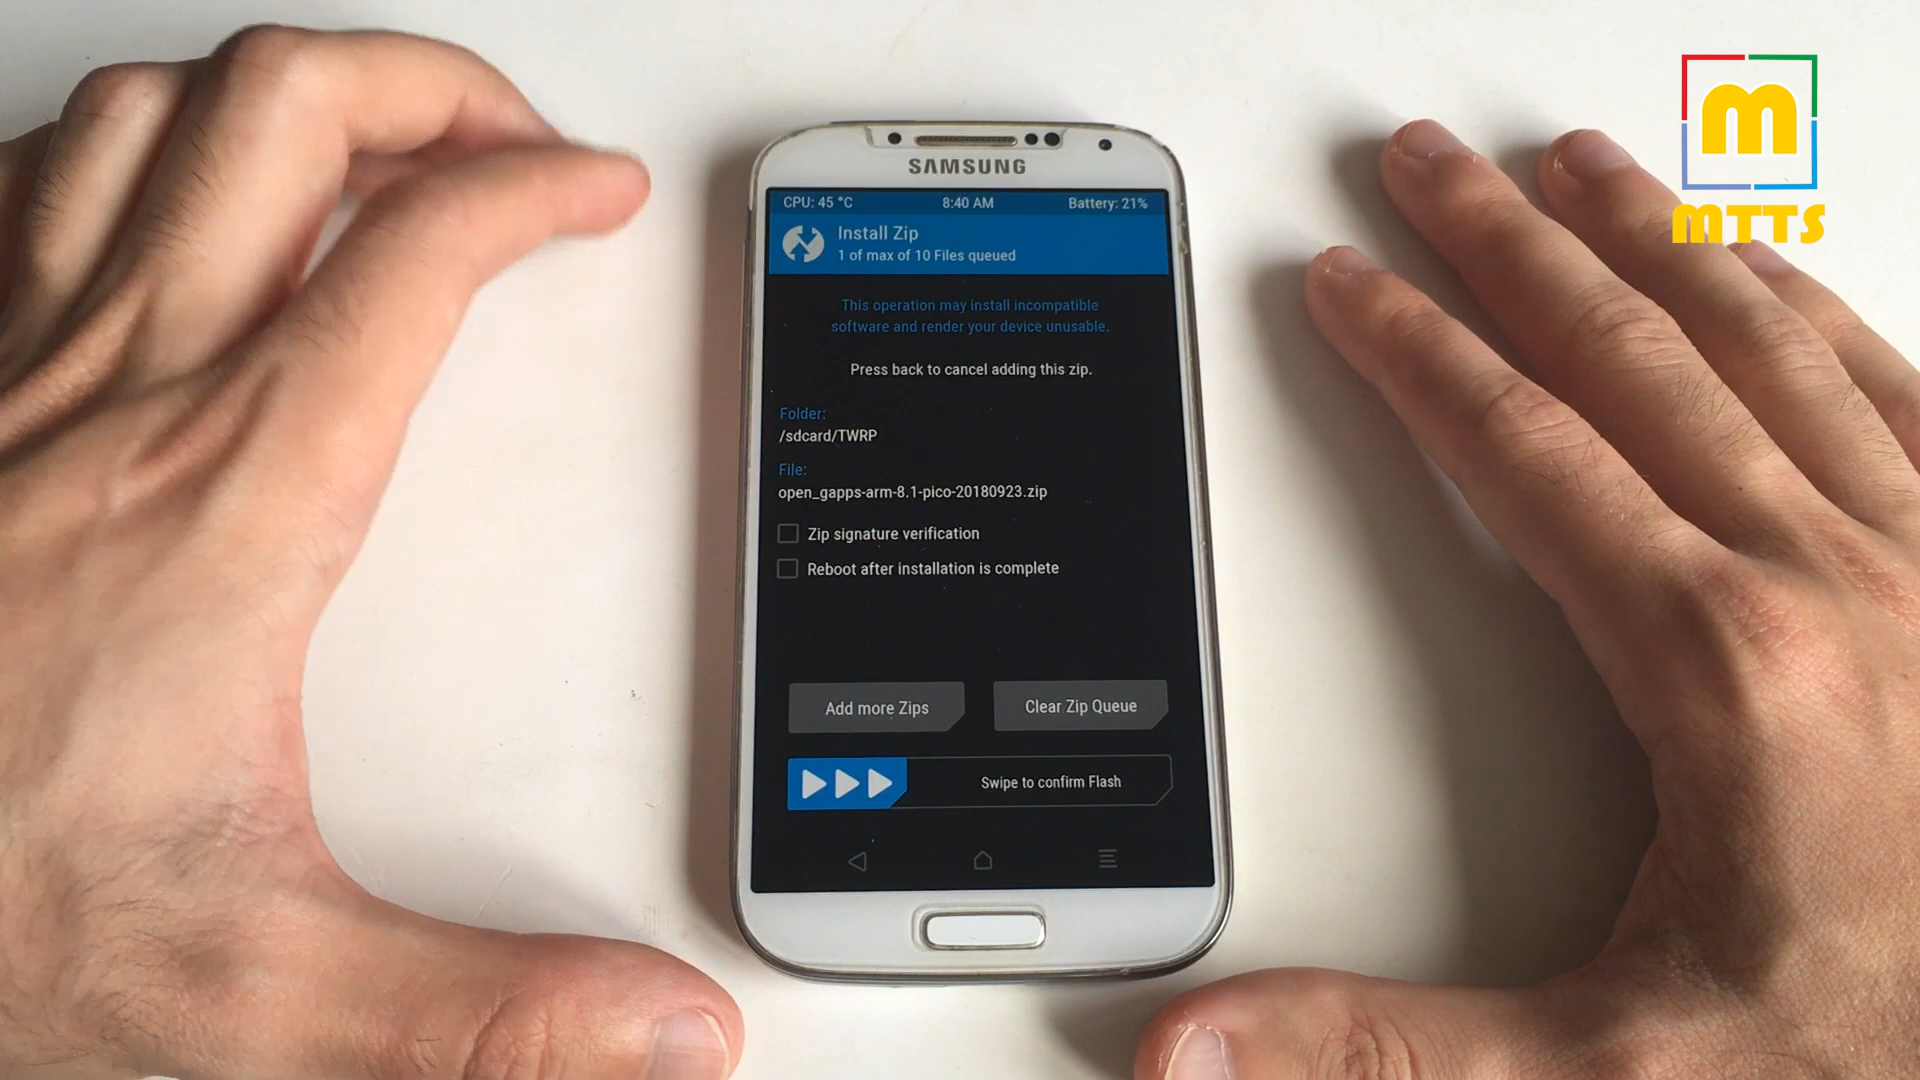 M
MTTS
SAMSUNG
CPU: 45 °C 8:40 AM Battery: 21%
Install Zip
1 of max of 10 Files queued
This operation may install incompatible
software and render your device unusable.
Press back to cancel adding this zip.
Folder:
/sdcard/TWRP
File:
open_gapps-arm-8.1-pico-20180923.zip
Zip signature verification
Reboot after installation is complete
Add more Zips
Clear Zip Queue
Swipe to confirm Flash